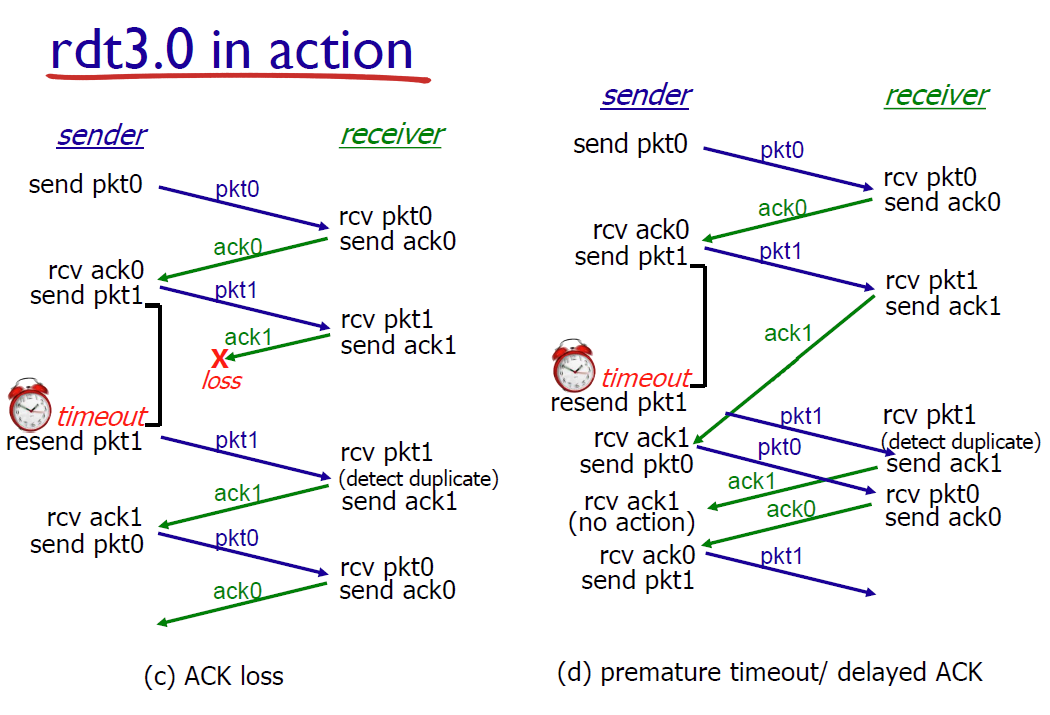 rdt3.0 in action
sender
receiver
send pkt0
pkt0
rcv pkt0
send ack0
ack0
rcv ack0
send pkt1
pkt1
rcv pkt1
send ack1
ack1
X
loss
timeout
resend pkt1
pkt1
rcv pkt1
(detect duplicate)
send ack1
ack1
rcv ack1
send pkt0
pkt0
rcv pkt0
send ack0
ack0
(c) ACK loss
sender
receiver
send pkt0
pkt0
rcv pkt0
send ack0
ack0
rcv ack0
send pkt1
pkt1
rcv pkt1
send ack1
ack1
timeout
resend pkt1
pkt1
rcv pkt1
(detect duplicate)
send ack1
rcv ack1
send pkt0
pkt0
ack1
rcv ack1
(no action)
rcv pkt0
send ack0
ack0
rcv ack0
send pkt1
pkt1
(d) premature timeout/ delayed ACK